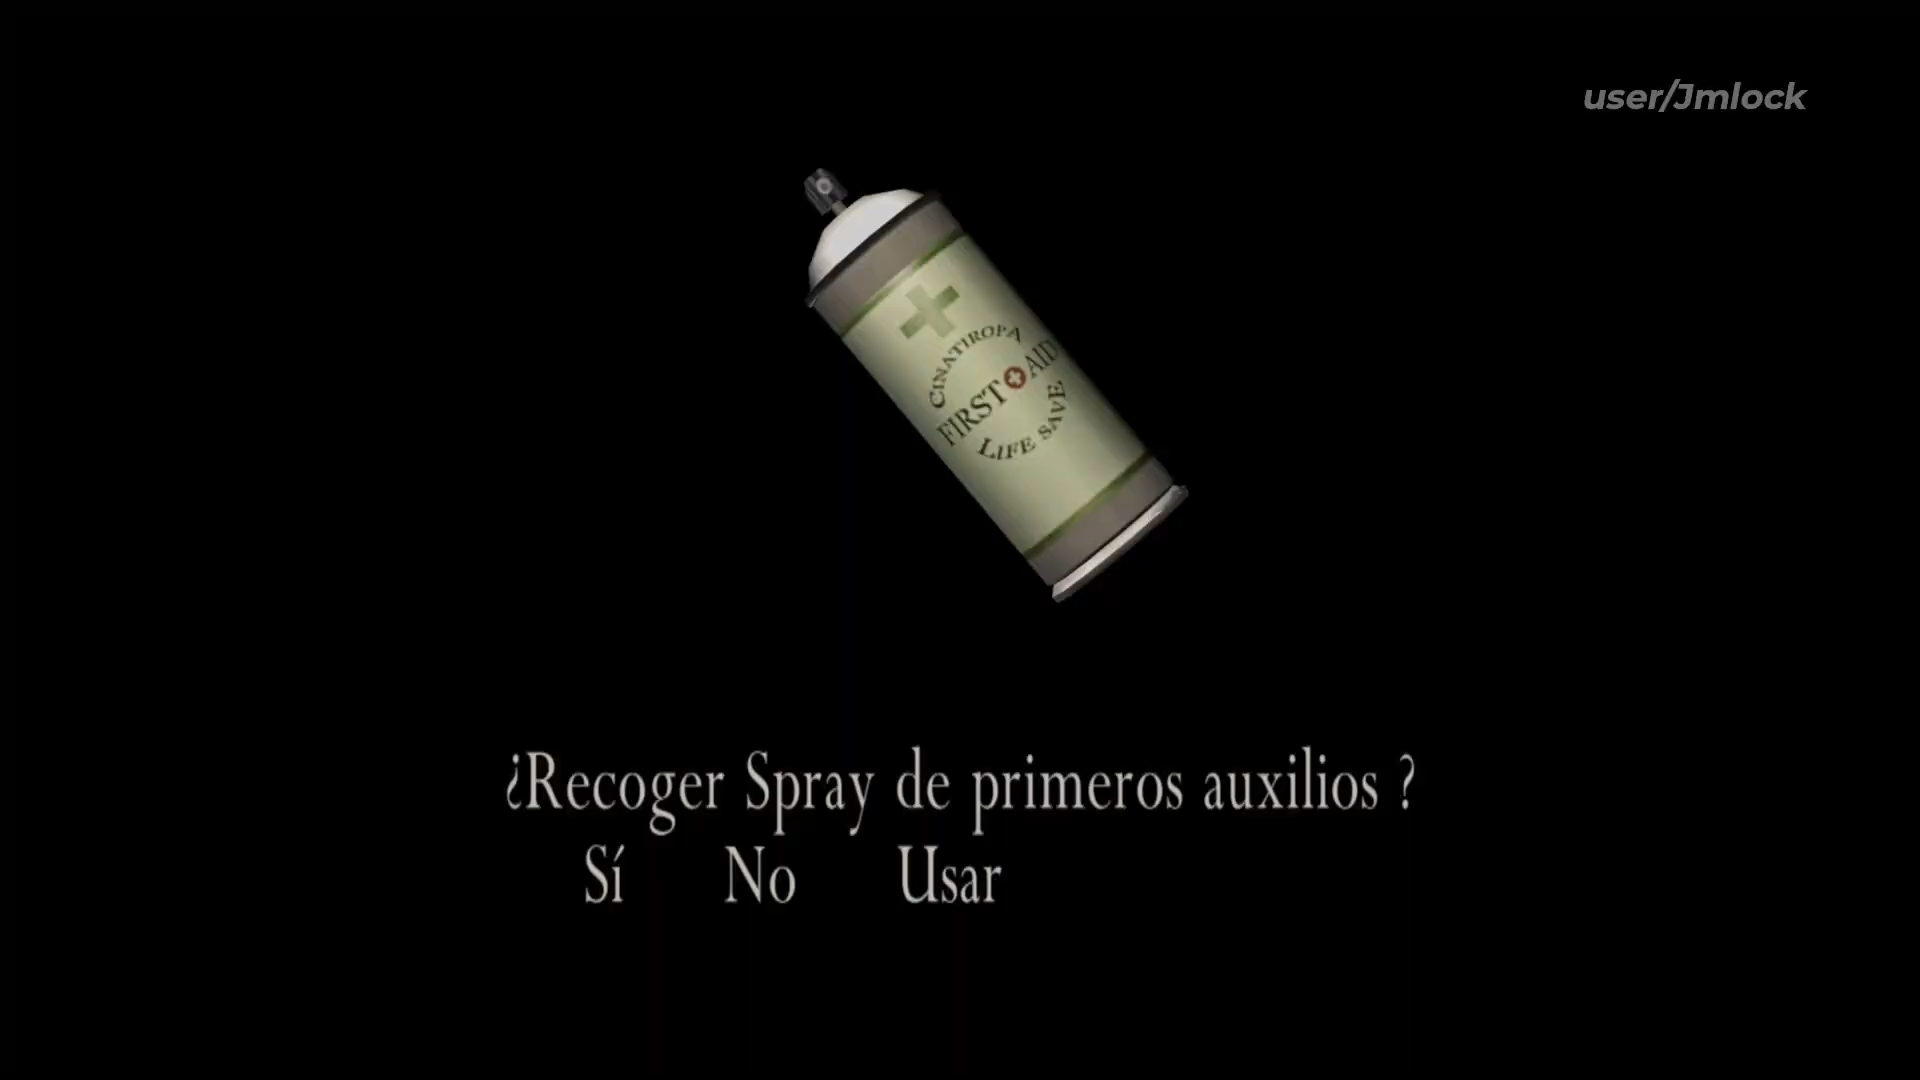 user/Jmlock
CINATIROPA
FIRST AID
LIFE SAVE
¿Recoger Spray de primeros auxilios ?
Sí No Usar